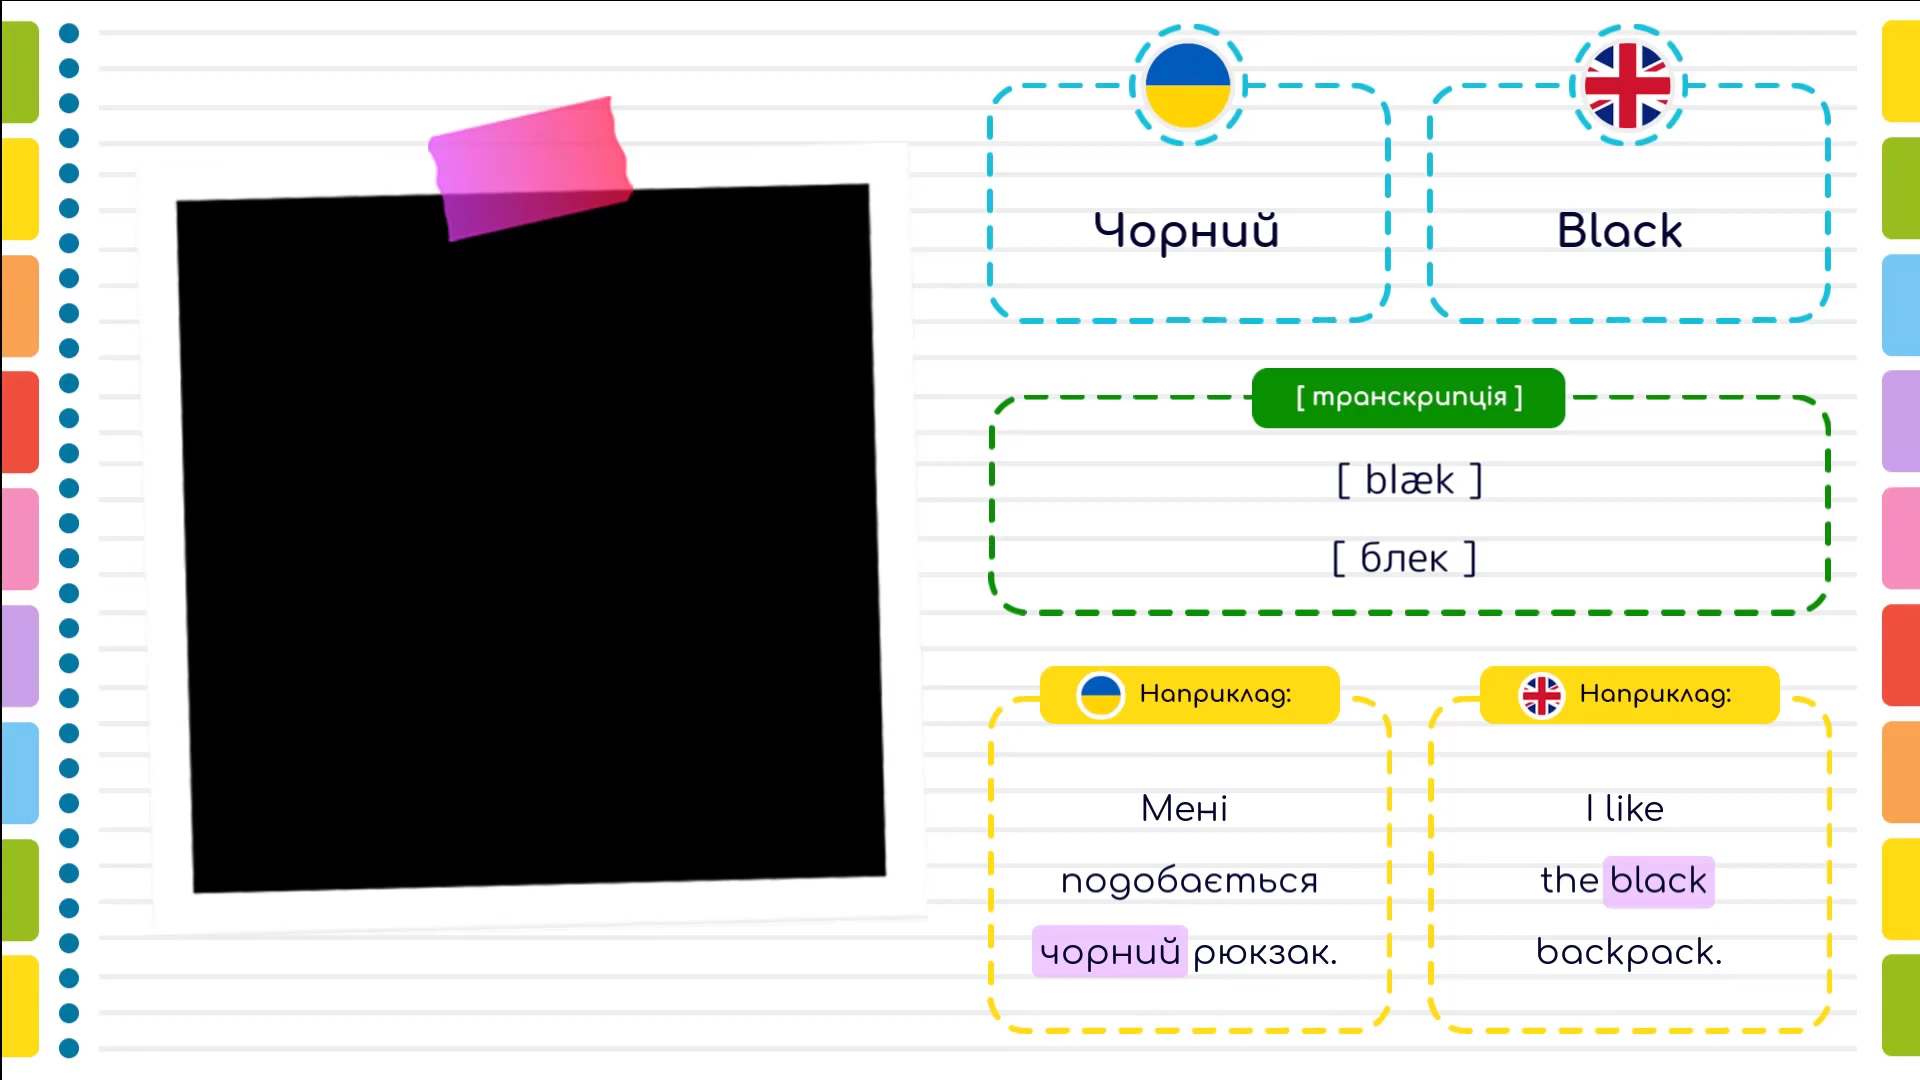 Чорний
Black
[ транскрипція ]
[ blæk ]
[ блек ]
Наприклад:
Мені
подобається
чорний рюкзак.
Наприклад:
I like
the black
backpack.